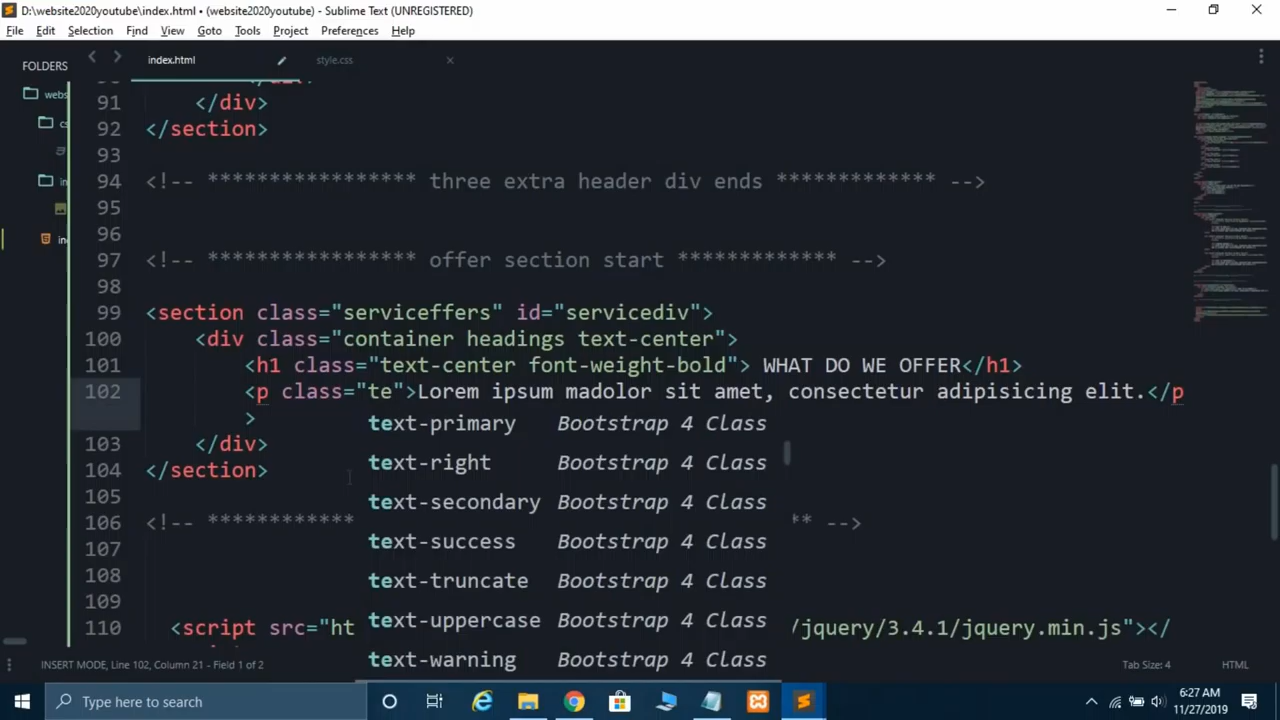 D:\website2020youtube\index.html • (website2020youtube) - Sublime Text (UNREGISTERED)
File Edit Selection Find View Goto Tools Project Preferences Help
FOLDERS
index.html
style.css
91 </div>
92 </section>
93
94 <!-- ***************** three extra header div ends ************* -->
95
96
97 <!-- ***************** offer section start ************* -->
98
99 <section class="serviceffers" id="servicediv">
100 <div class="container headings text-center">
101 <h1 class="text-center font-weight-bold"> WHAT DO WE OFFER</h1>
102 <p class="te">Lorem ipsum madolor sit amet, consectetur adipisicing elit.</p
>
text-primary Bootstrap 4 Class
text-right Bootstrap 4 Class
text-secondary Bootstrap 4 Class
text-success Bootstrap 4 Class
text-truncate Bootstrap 4 Class
text-uppercase Bootstrap 4 Class
text-warning Bootstrap 4 Class
103 </div>
104 </section>
105
106 <!-- ************ ** -->
107
108
109
110 <script src="ht /jquery/3.4.1/jquery.min.js"></
INSERT MODE, Line 102, Column 21 - Field 1 of 2
Tab Size: 4
HTML
Type here to search
6:27 AM
11/27/2019